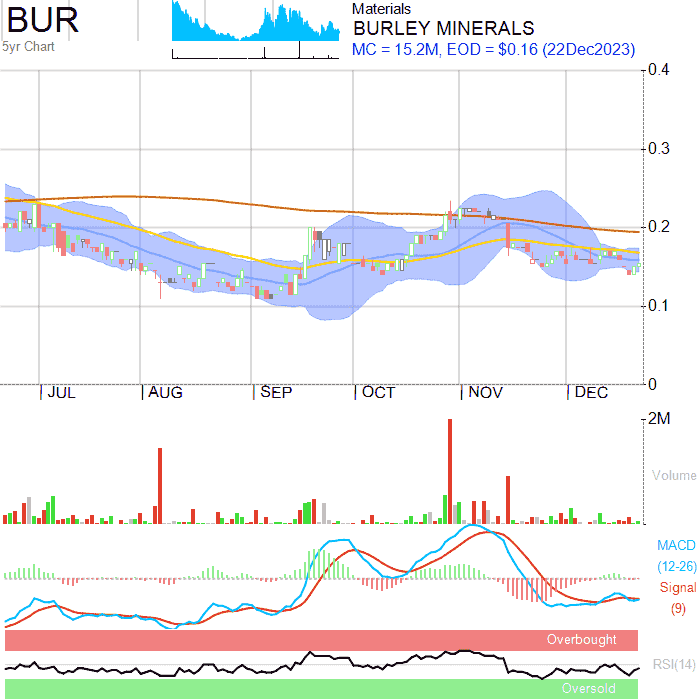 BUR
5yr Chart
Materials
BURLEY MINERALS
MC = 15.2M, EOD = $0.16 (22Dec2023)
0.4
0.3
0.2
0.1
0
JUL AUG SEP OCT NOV DEC
2M
Volume
MACD
(12-26)
Signal
(9)
Overbought
RSI(14)
Oversold